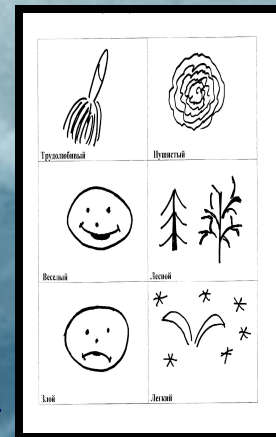 Трудолюбивый
Пушистый
Веселый
Лесной
Злой
Легкий